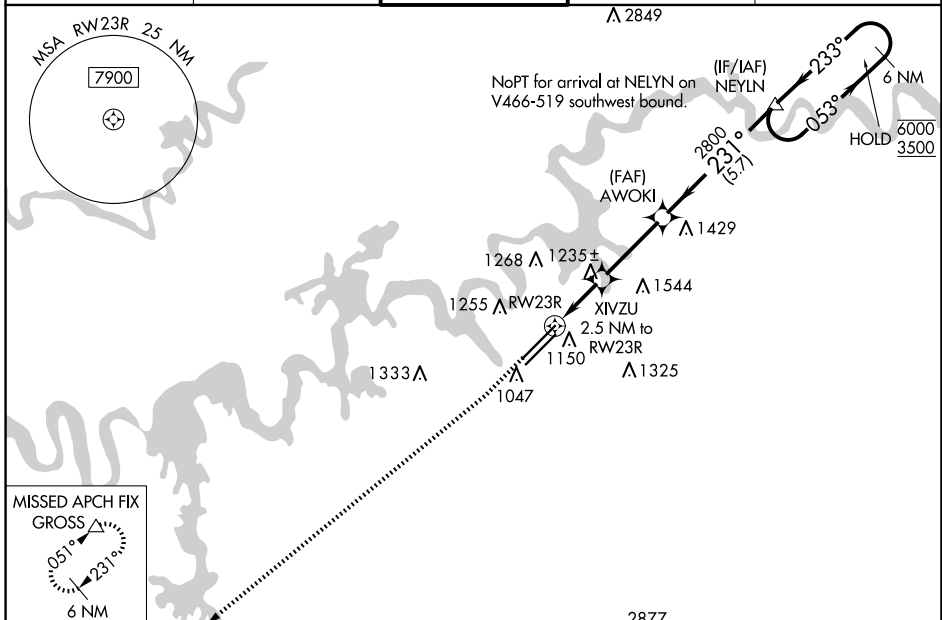 MSA RW23R 25 NM
7900
2849
NoPT for arrival at NELYN on
V466-519 southwest bound.
(IF/IAF)
NEYLN
233°
053°
6 NM
HOLD
6000
3500
2800
231°
(5.7)
(FAF)
AWOKI
1429
1268
1235±
1544
1255
RW23R
XIVZU
2.5 NM to
RW23R
1150
1333
1325
1047
MISSED APCH FIX
GROSS
051°
231°
6 NM
2877